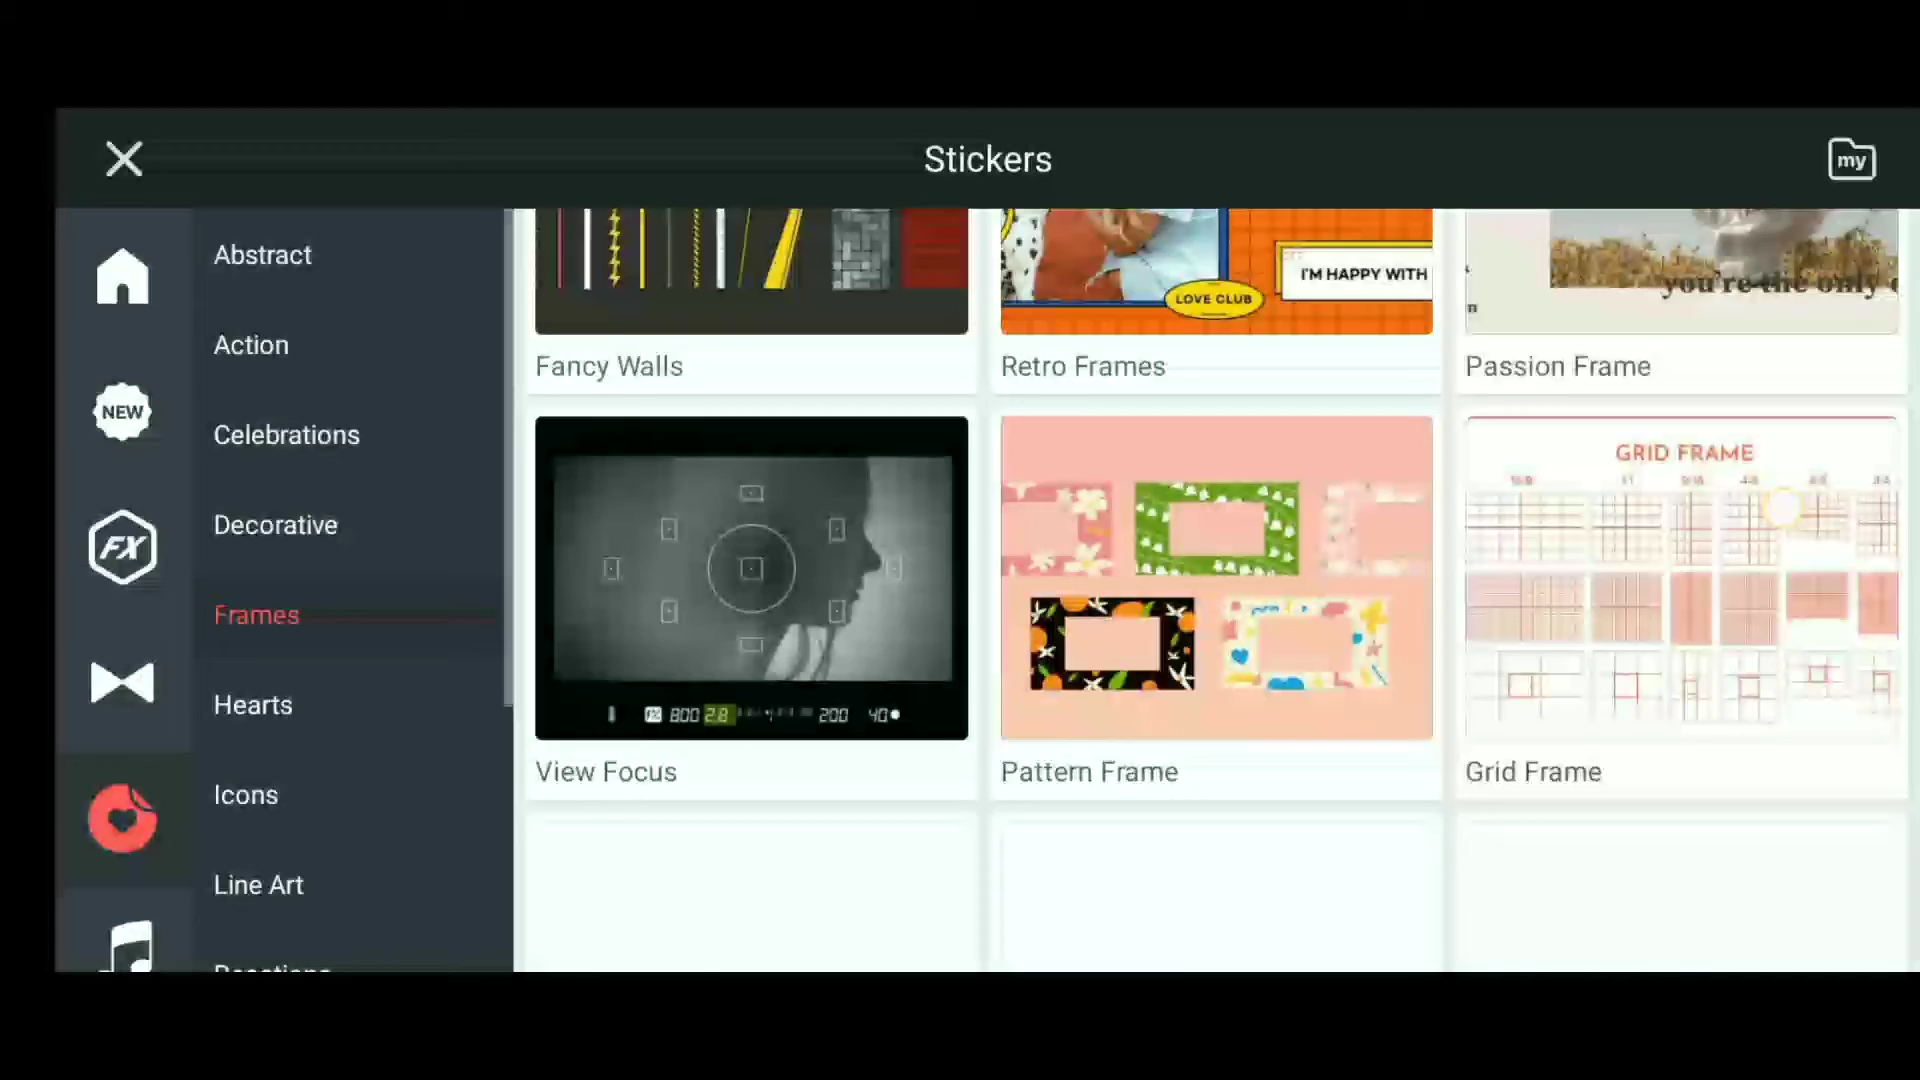 Stickers
my
Abstract
Action
Celebrations
Decorative
Frames
Hearts
Icons
Line Art
NEW
FX
I'M HAPPY WITH
LOVE CLUB
you're the only
Fancy Walls
Retro Frames
Passion Frame
800 2.8 200 40
GRID FRAME
View Focus
Pattern Frame
Grid Frame